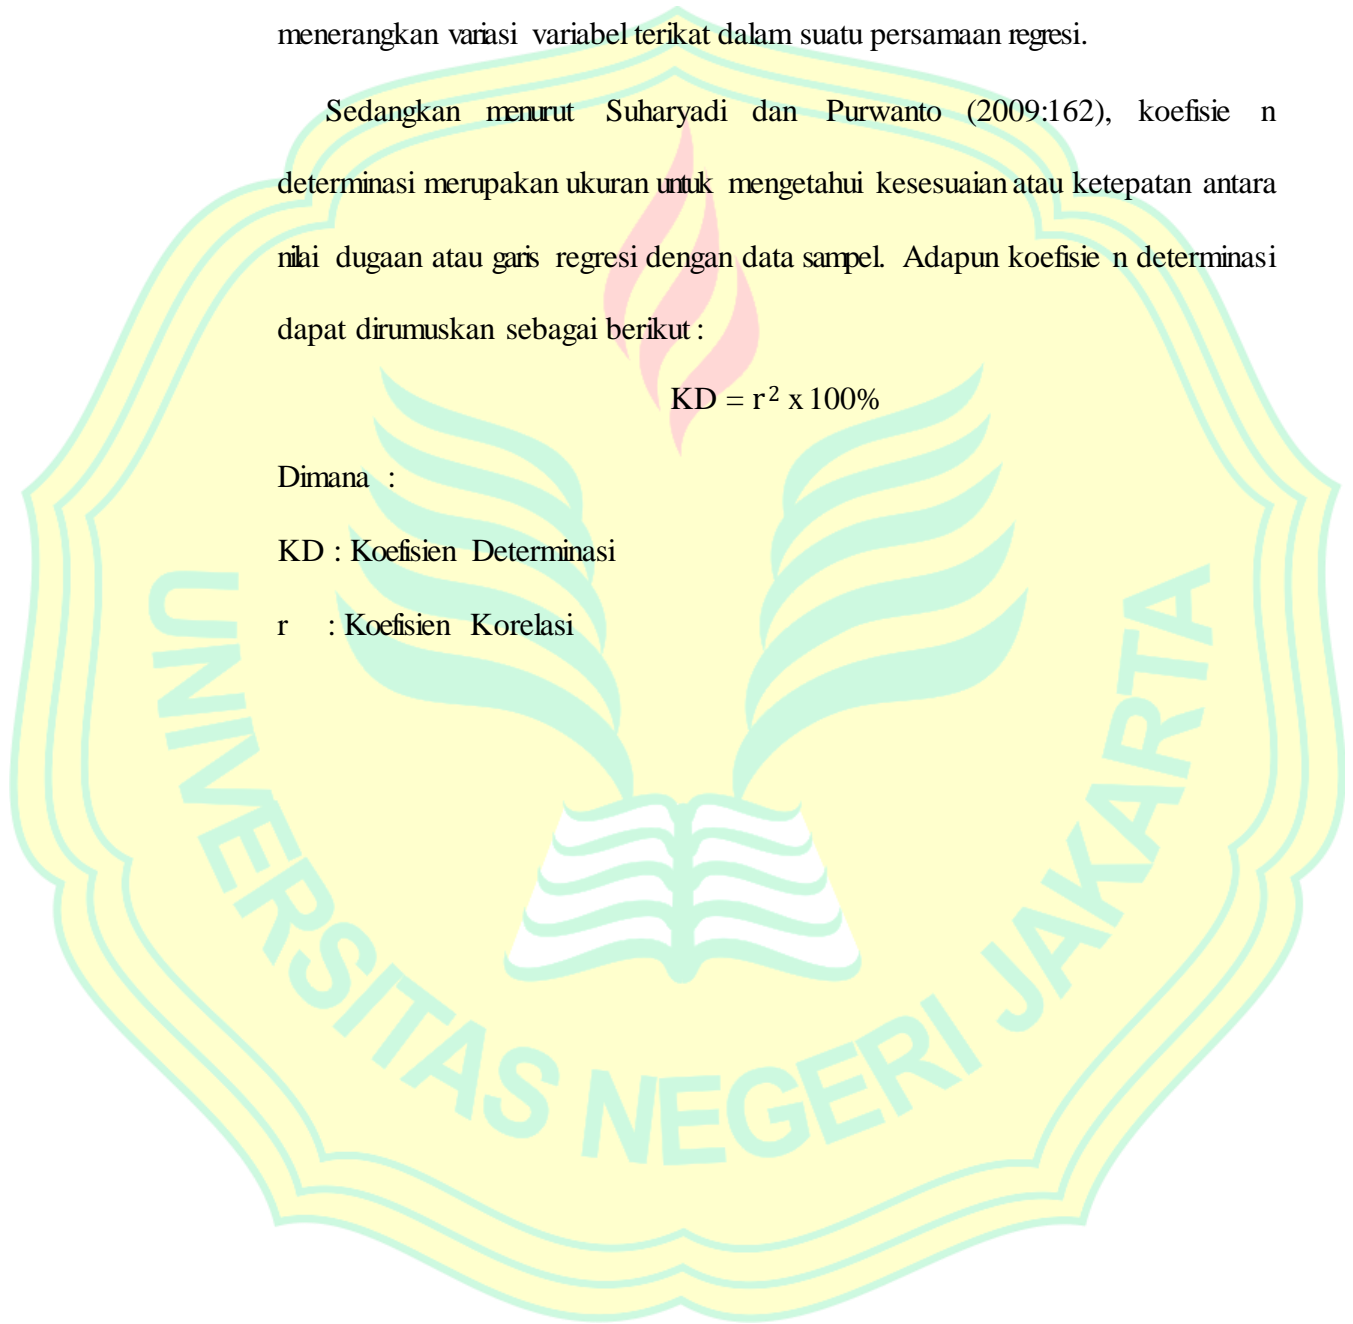 menerangkan variasi variabel terikat dalam suatu persamaan regresi.
Sedangkan menurut Suharyadi dan Purwanto (2009:162), koefisie n
determinasi merupakan ukuran untuk mengetahui kesesuaian atau ketepatan antara
nilai dugaan atau garis regresi dengan data sampel. Adapun koefisie n determinasi
dapat dirumuskan sebagai berikut :
KD = r² x 100%
Dimana :
KD : Koefisien Determinasi
r : Koefisien Korelasi
UNIVERSITAS NEGERI JAKARTA